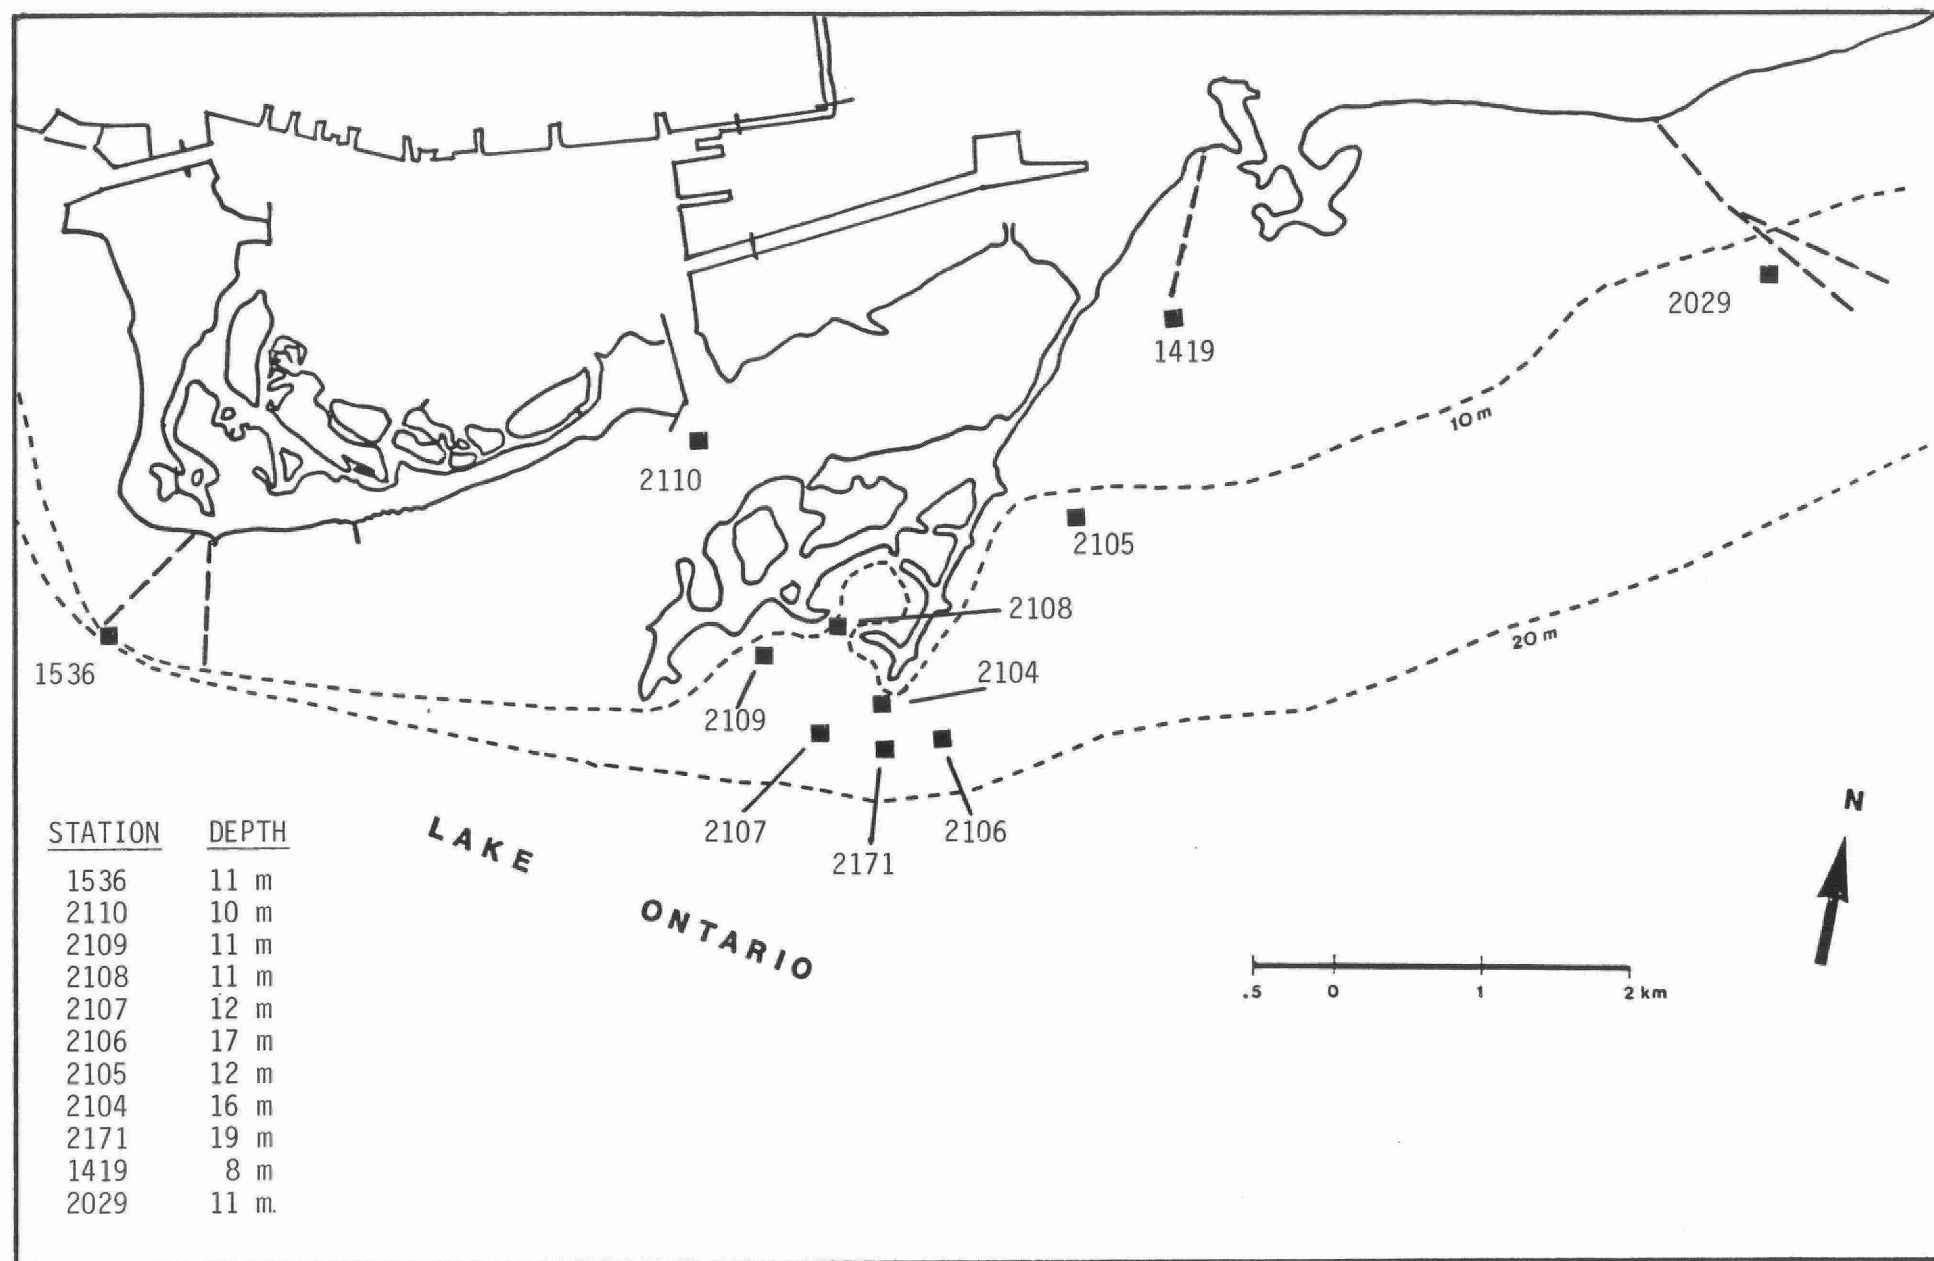 2029
1419
10 m
2110
2105
2108
20 m
1536
2104
2109
2107
2106
2171
N
LAKE
ONTARIO
.5 0 1 2 km
STATION DEPTH
1536 11 m
2110 10 m
2109 11 m
2108 11 m
2107 12 m
2106 17 m
2105 12 m
2104 16 m
2171 19 m
1419 8 m
2029 11 m.